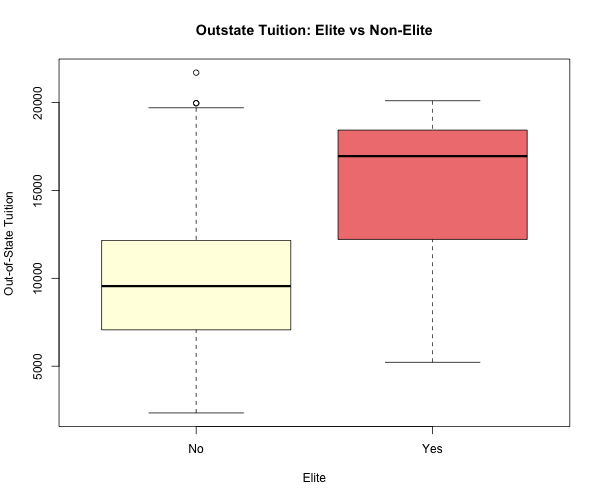 Outstate Tuition: Elite vs Non-Elite
Out-of-State Tuition
20000
15000
10000
5000
No Yes
Elite